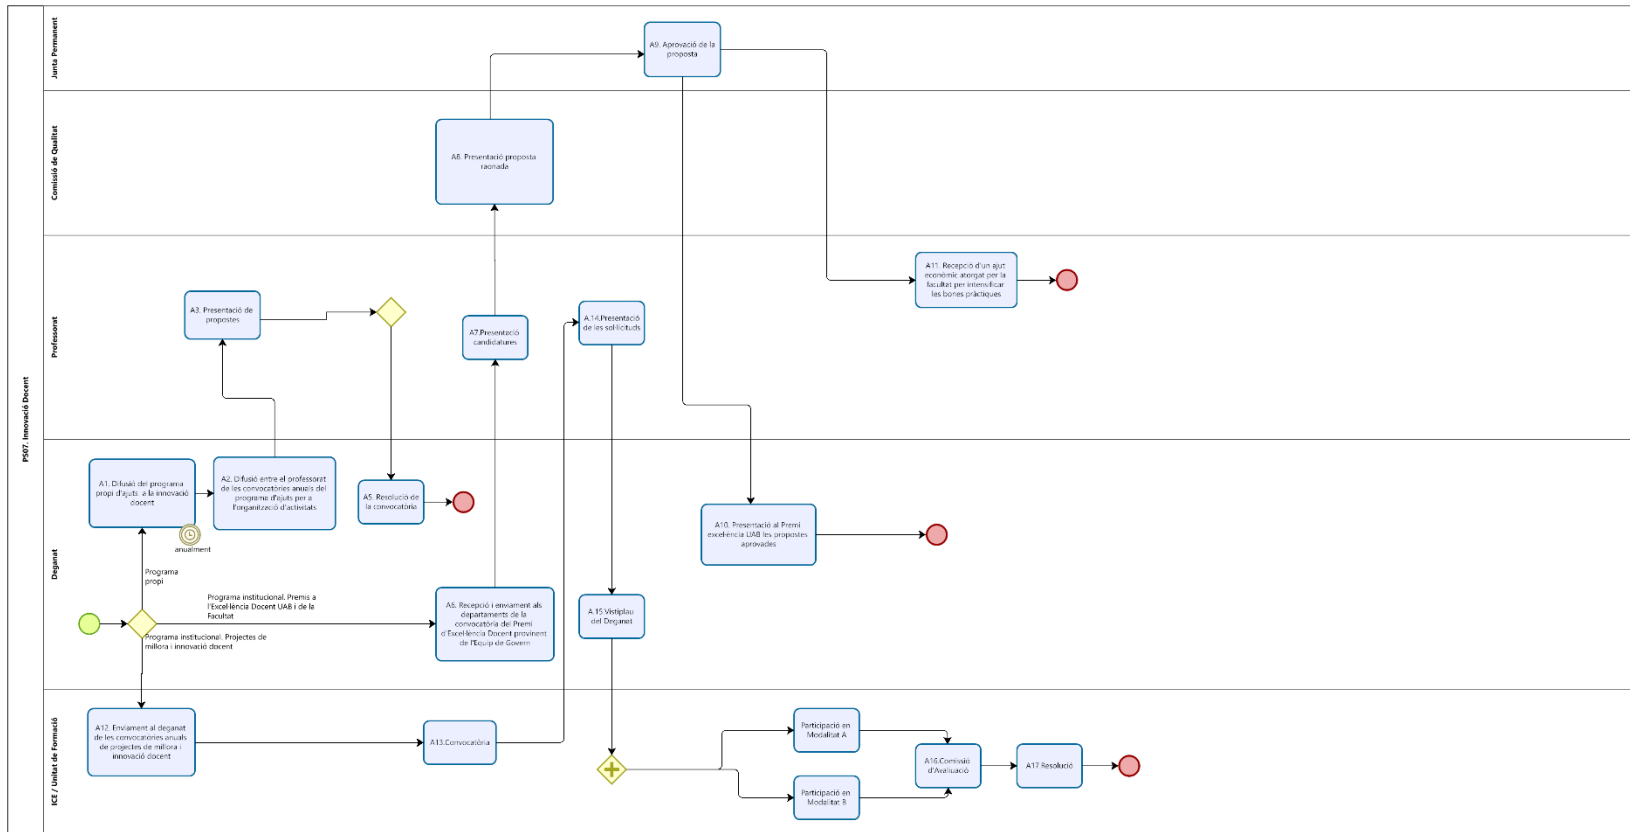 PS07. Innovació Docent
Junta Permanent
A9. Aprovació de la
proposta
Comissió de Qualitat
A8. Presentació proposta
raonada
Professorat
A3. Presentació de
propostes
A7.Presentació
candidatures
A.14.Presentació
de les sol·licituds
A11. Recepció d'un ajut
econòmic atorgat per la
facultat per intensificar
les bones pràctiques
Deganat
A1. Difusió del programa
propi d'ajuts a la innovació
docent
anualment
A2. Difusió entre el professorat
de les convocatòries anuals del
programa d'ajuts per a
l'organització d'activitats
A5. Resolució de
la convocatòria
A10. Presentació al Premi
excel·lència UAB les propostes
aprovades
Programa
propi
Programa institucional. Premis a
l'Excel·lència Docent UAB i de la
Facultat
Programa institucional. Projectes de
millora i innovació docent
A6. Recepció i enviament als
departaments de la
convocatòria del Premi
d'Excel·lència Docent provinent
de l'Equip de Govern
A.15.Vistiplau
del Deganat
ICE / Unitat de Formació
A12. Enviament al deganat
de les convocatòries anuals
de projectes de millora i
innovació docent
A13.Convocatòria
Participació en
Modalitat A
Participació en
Modalitat B
A16.Comissió
d'Avaluació
A17.Resolució